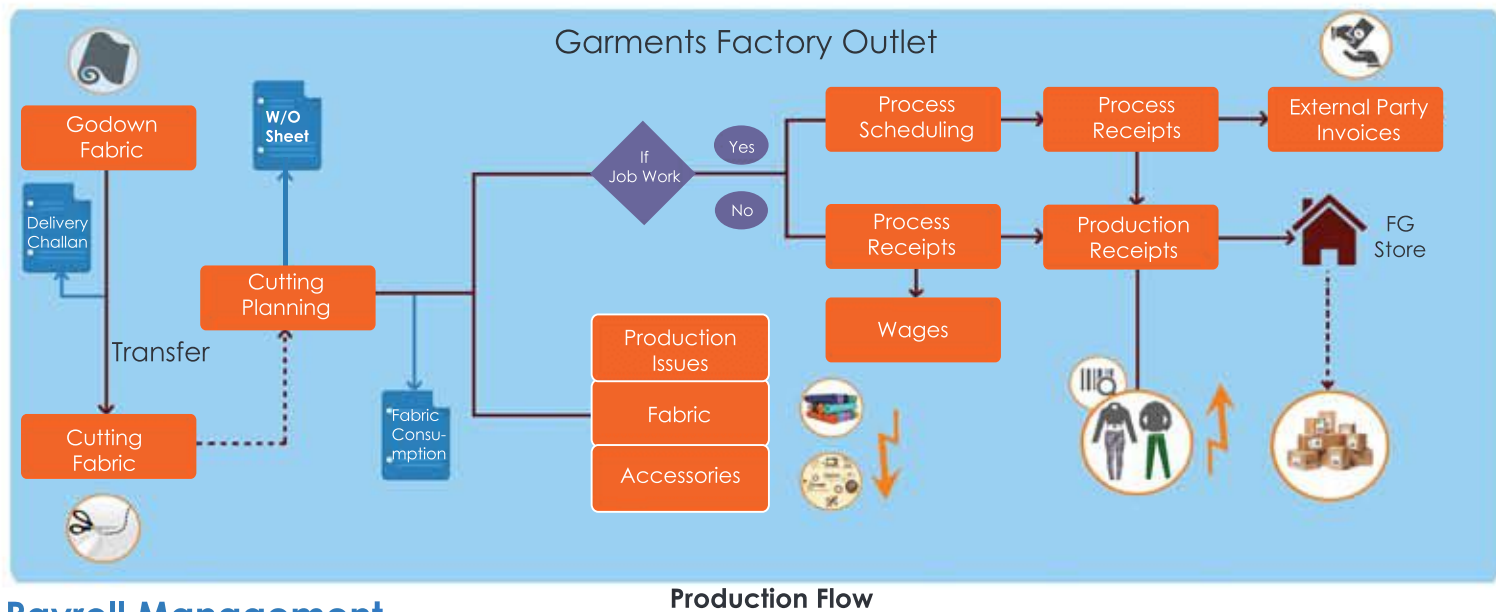 Garments Factory Outlet
Godown
Fabric
Delivery
Challan
Transfer
Cutting
Fabric
W/O
Sheet
Cutting
Planning
Fabric
Consu-
mption
If
Job Work
Yes
No
Production
Issues
Fabric
Accessories
Process
Scheduling
Process
Receipts
External Party
Invoices
Process
Receipts
Production
Receipts
FG
Store
Wages
Production Flow
Payroll Management